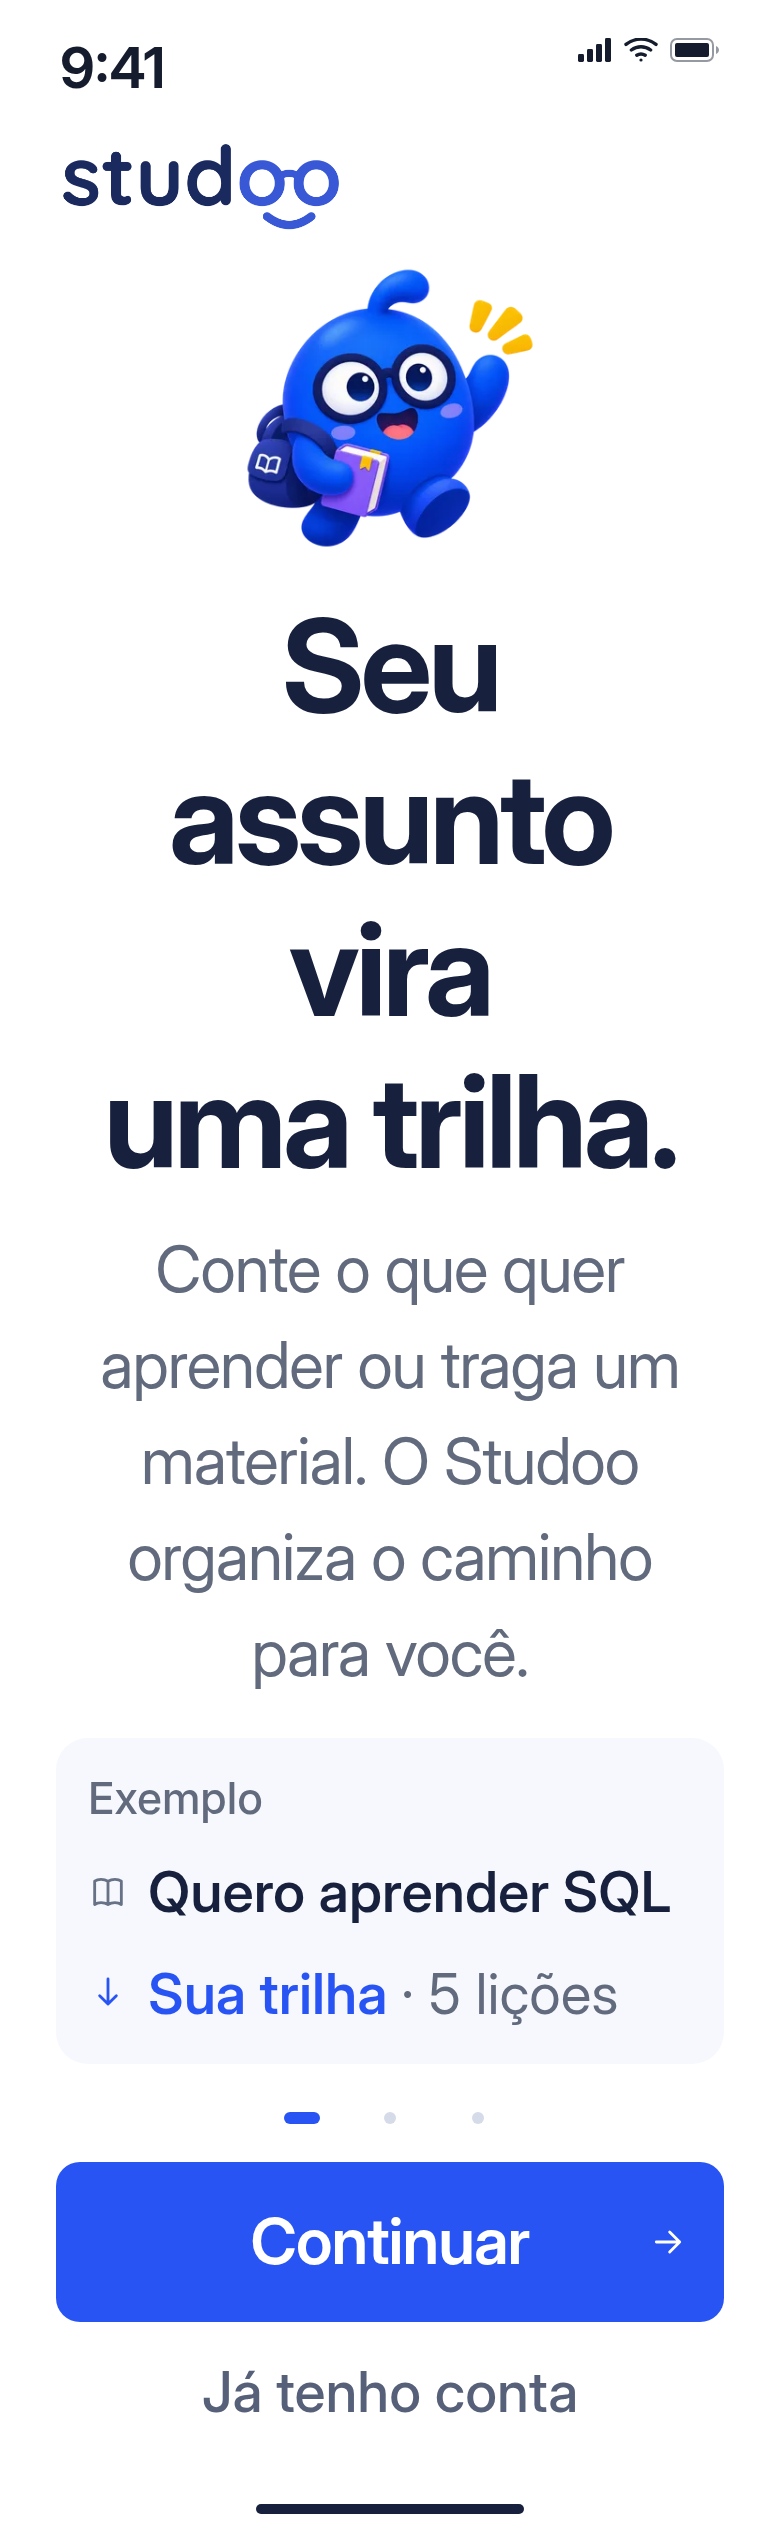 9:41
studoo
Seu
assunto
vira
uma trilha.
Conte o que quer
aprender ou traga um
material. O Studoo
organiza o caminho
para você.
Exemplo
Quero aprender SQL
Sua trilha · 5 lições
Continuar
Já tenho conta